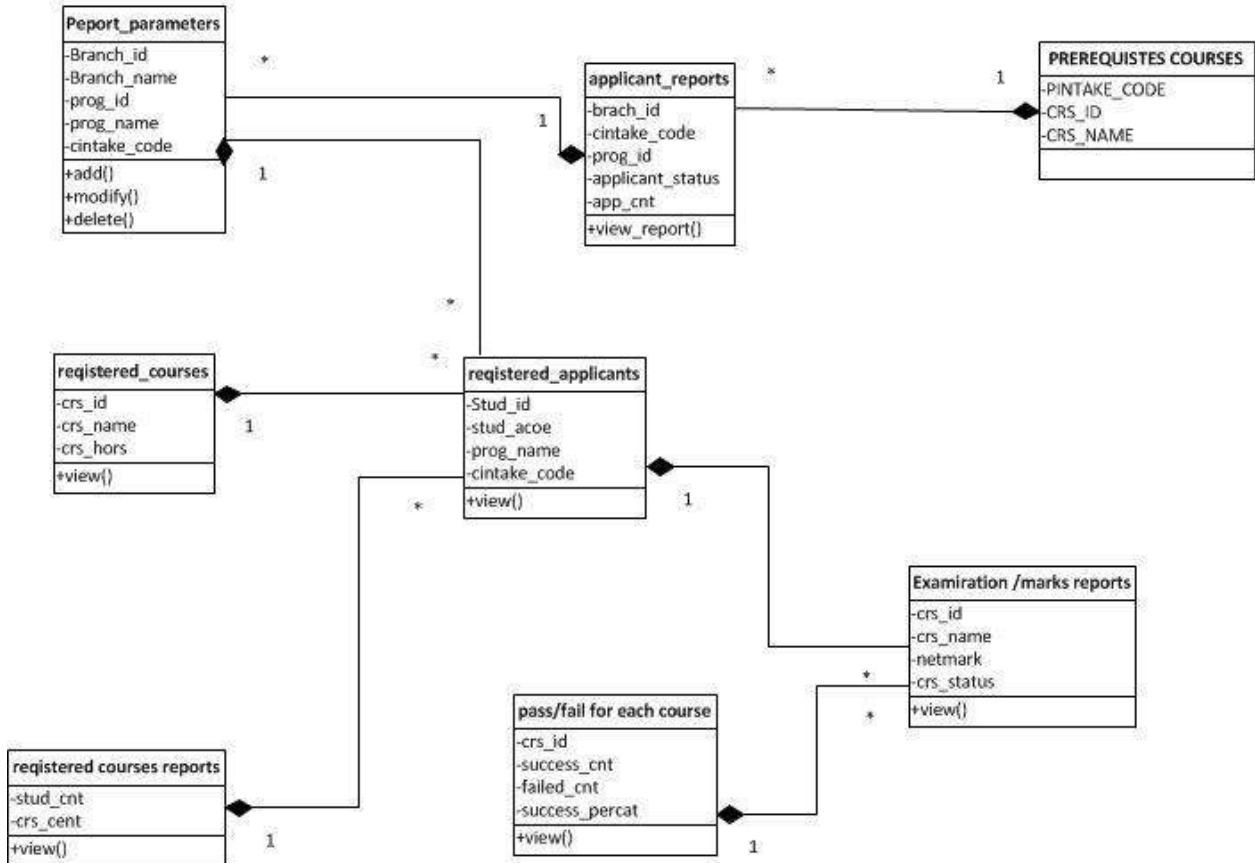 Peport_parameters
-Branch_id
-Branch_name
-prog_id
-prog_name
-cintake_code
+add()
+modify()
+delete()
*
1
1
applicant_reports
-brach_id
-cintake_code
-prog_id
-applicant_status
-app_cnt
+view_report()
*
1
PREREQUISTES COURSES
-PINTAKE_CODE
-CRS_ID
-CRS_NAME
*
*
reqistered_courses
-crs_id
-crs_name
-crs_hors
+view()
1
reqistered_applicants
-Stud_id
-stud_acoe
-prog_name
-cintake_code
+view()
*
1
Examiration /marks reports
-crs_id
-crs_name
-netmark
-crs_status
+view()
*
*
pass/fail for each course
-crs_id
-success_cnt
-failed_cnt
-success_percat
+view()
1
reqistered courses reports
-stud_cnt
-crs_cent
+view()
1